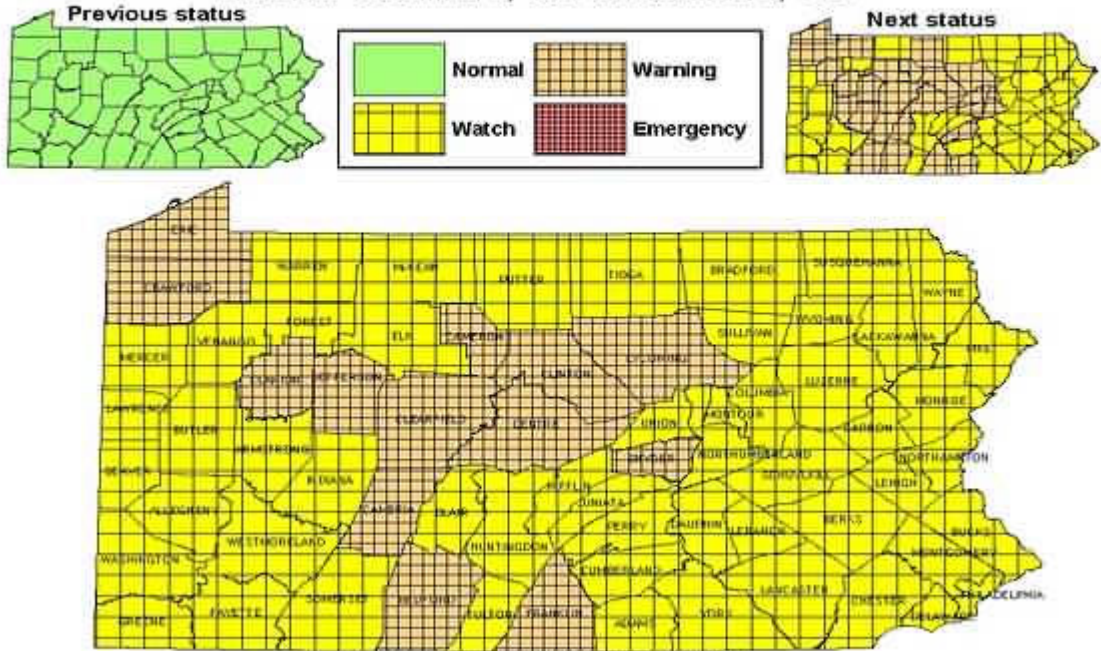 Previous status
Next status
Normal
Warning
Watch
Emergency
ERIE
CRAWFORD
WARREN
McKEAN
POTTER
TIOGA
BRADFORD
SUSQUEHANNA
WAYNE
FOREST
VENANGO
ELK
CAMERON
LYCOMING
SULLIVAN
WYOMING
LACKAWANNA
PIKE
MERCER
CLARION
JEFFERSON
CLINTON
LUZERNE
COLUMBIA
MONROE
LAWRENCE
BUTLER
CLEARFIELD
CENTRE
UNION
MONTOUR
CARBON
ARMSTRONG
SNYDER
NORTHUMBERLAND
NORTHAMPTON
BEAVER
INDIANA
SCHUYLKILL
LEHIGH
MIFFLIN
JUNIATA
ALLEGHENY
CAMBRIA
BLAIR
PERRY
DAUPHIN
LEBANON
BERKS
BUCKS
WESTMORELAND
HUNTINGDON
MONTGOMERY
WASHINGTON
CUMBERLAND
LANCASTER
CHESTER
PHILADELPHIA
SOMERSET
BEDFORD
FAYETTE
FULTON
FRANKLIN
ADAMS
YORK
GREENE